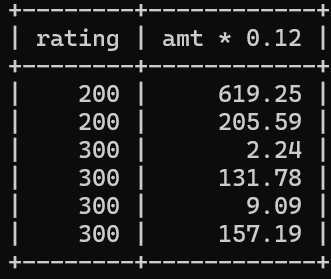 +--------+------------+
| rating | amt * 0.12 |
+--------+------------+
|    200 |     619.25 |
|    200 |     205.59 |
|    300 |       2.24 |
|    300 |     131.78 |
|    300 |       9.09 |
|    300 |     157.19 |
+--------+------------+